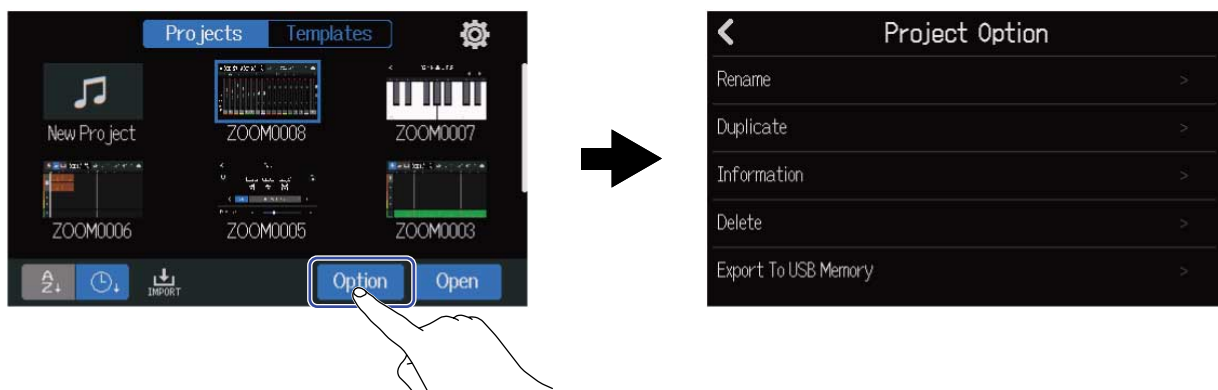 Projects Templates
New Project ZOOM0008 ZOOM0007
ZOOM0006 ZOOM0005 ZOOM0003
A
Z
IMPORT
Option Open
Project Option
Rename >
Duplicate >
Information >
Delete >
Export To USB Memory >